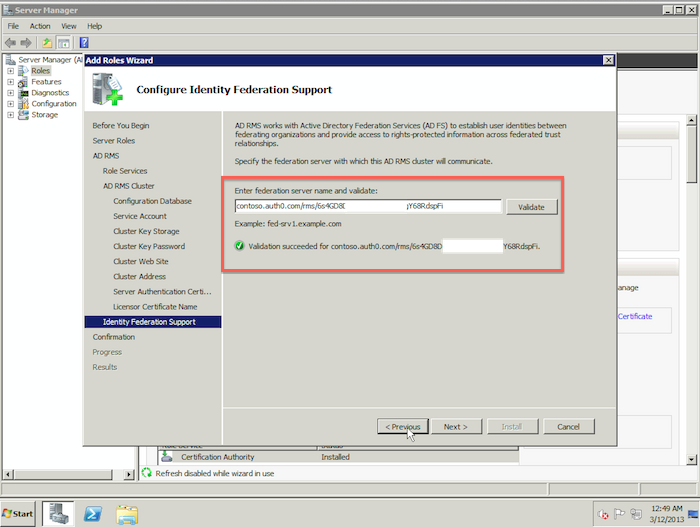 Server Manager
File Action View Help
Server Manager (Al
Roles
Features
Diagnostics
Configuration
Storage
Add Roles Wizard
Configure Identity Federation Support
Before You Begin
Server Roles
AD RMS
Role Services
AD RMS Cluster
Configuration Database
Service Account
Cluster Key Storage
Cluster Key Password
Cluster Web Site
Cluster Address
Server Authentication Certi...
Licensor Certificate Name
Identity Federation Support
Confirmation
Progress
Results
AD RMS works with Active Directory Federation Services (AD FS) to establish user identities between
federating organizations and provide access to rights-protected information across federated trust
relationships.
Specify the federation server with which this AD RMS cluster will communicate.
Enter federation server name and validate:
contoso.auth0.com/rms/6s4GD8D Y68RdspFi
Validate
Example: fed-srv1.example.com
Validation succeeded for contoso.auth0.com/rms/6s4GD8D Y68RdspFi.
< Previous
Next >
Install
Cancel
anage
Certificate
Certification Authority Installed
Refresh disabled while wizard in use
Start
12:49 AM
3/12/2013